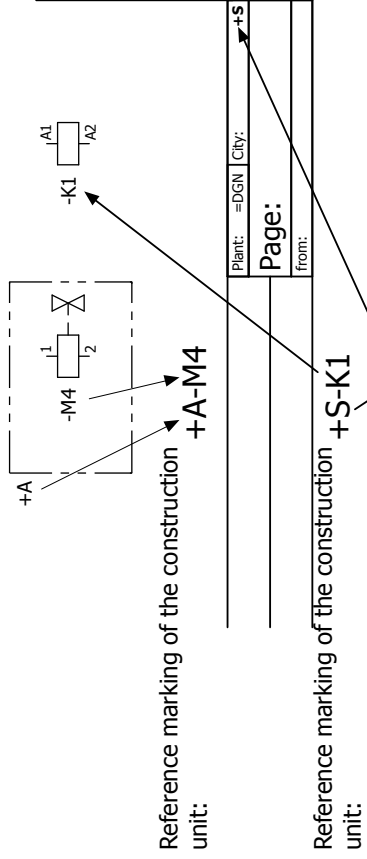 +A
-M4
1
2
-K1
A1
A2
Reference marking of the construction
unit:
+A-M4
Plant: =DGN City: +S
Page:
from:
Reference marking of the construction
unit:
+S-K1